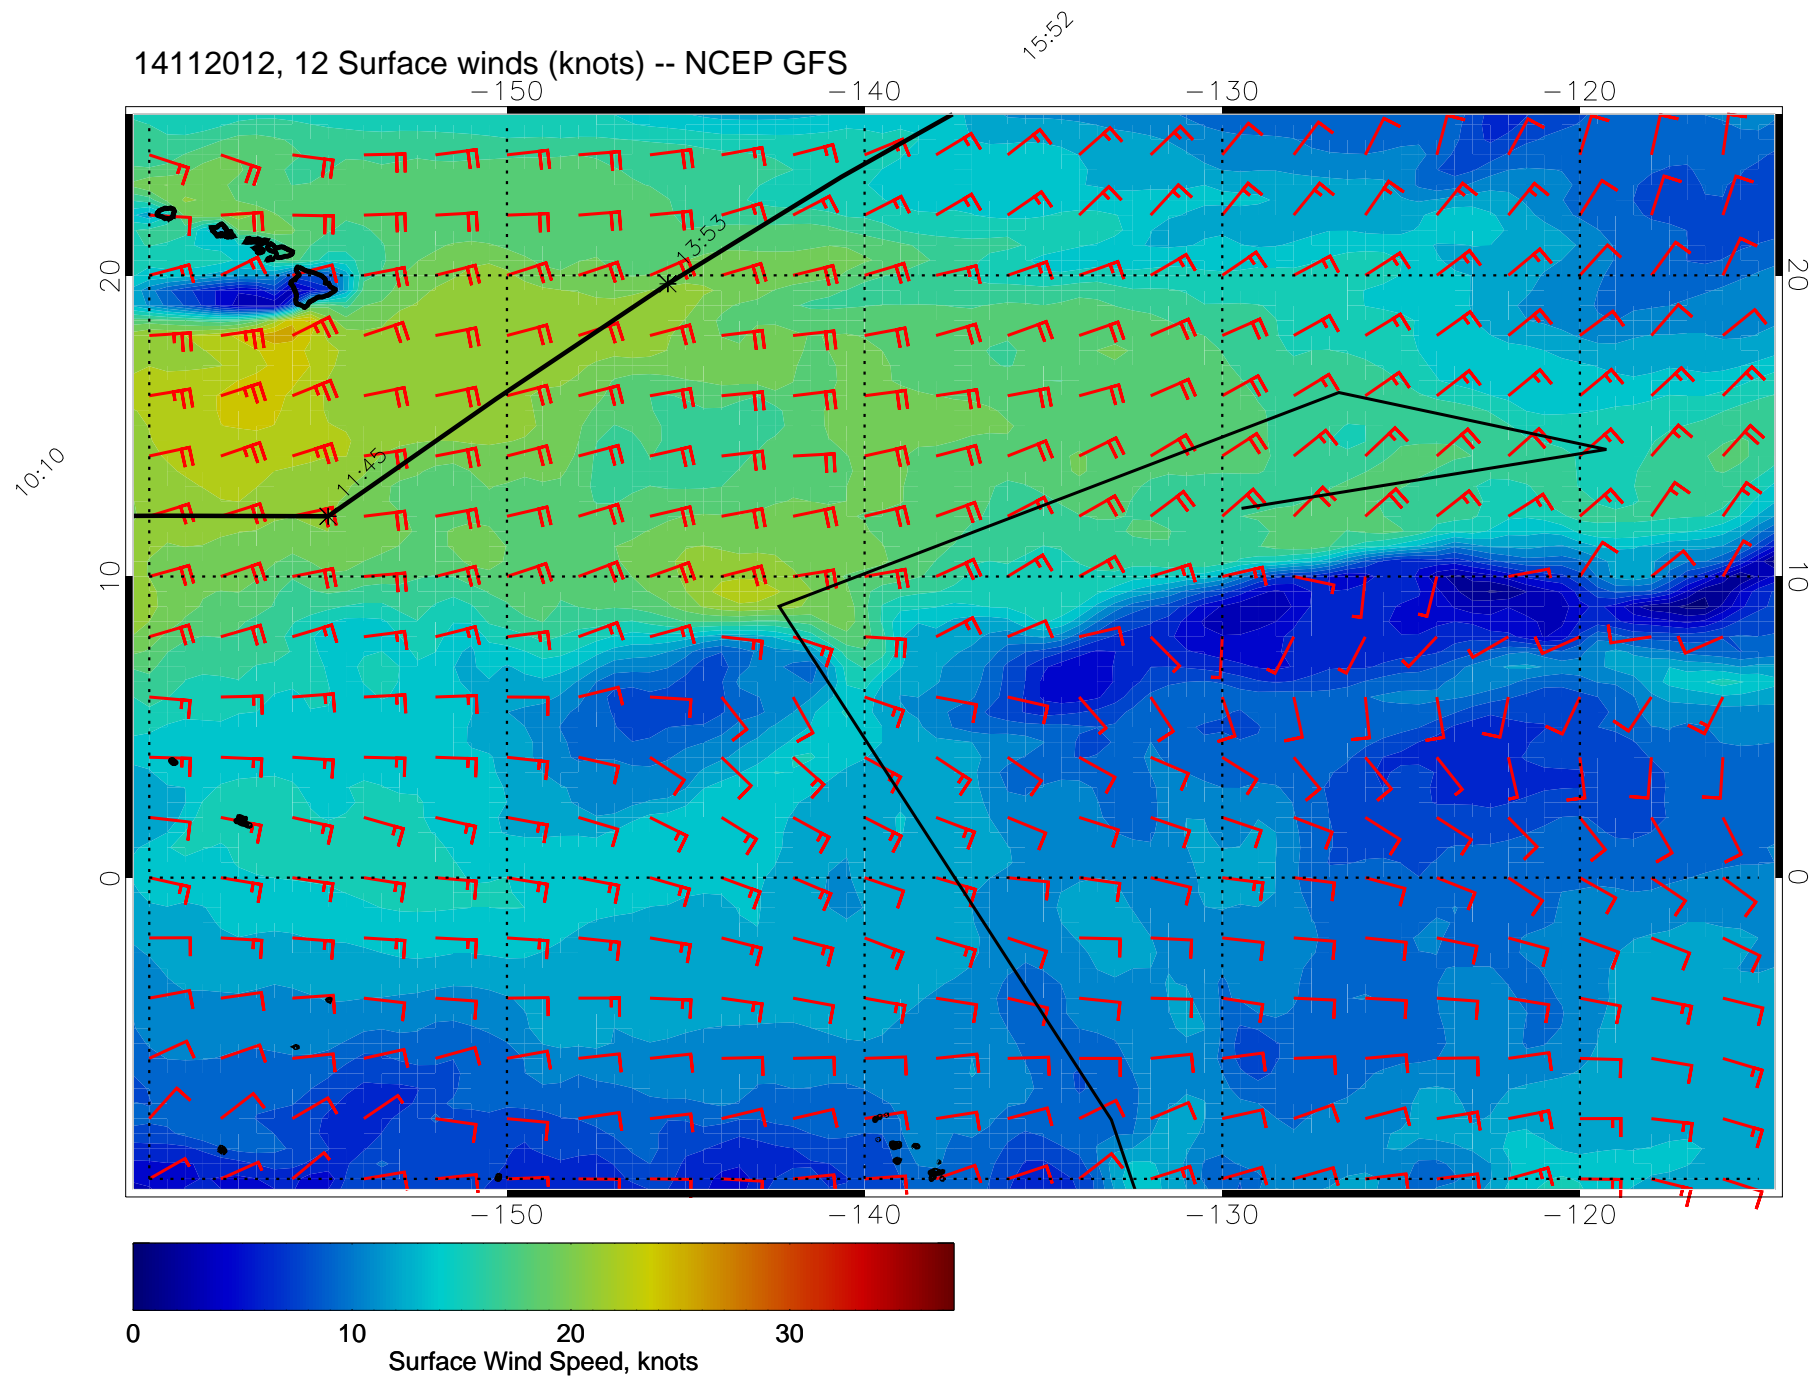 15:52
14112012, 12 Surface winds (knots) -- NCEP GFS
-150 -140 -130 -120
13:53
20 20
11:45
10:10
10 10
0 0
-150 -140 -130 -120
0 10 20 30
Surface Wind Speed, knots